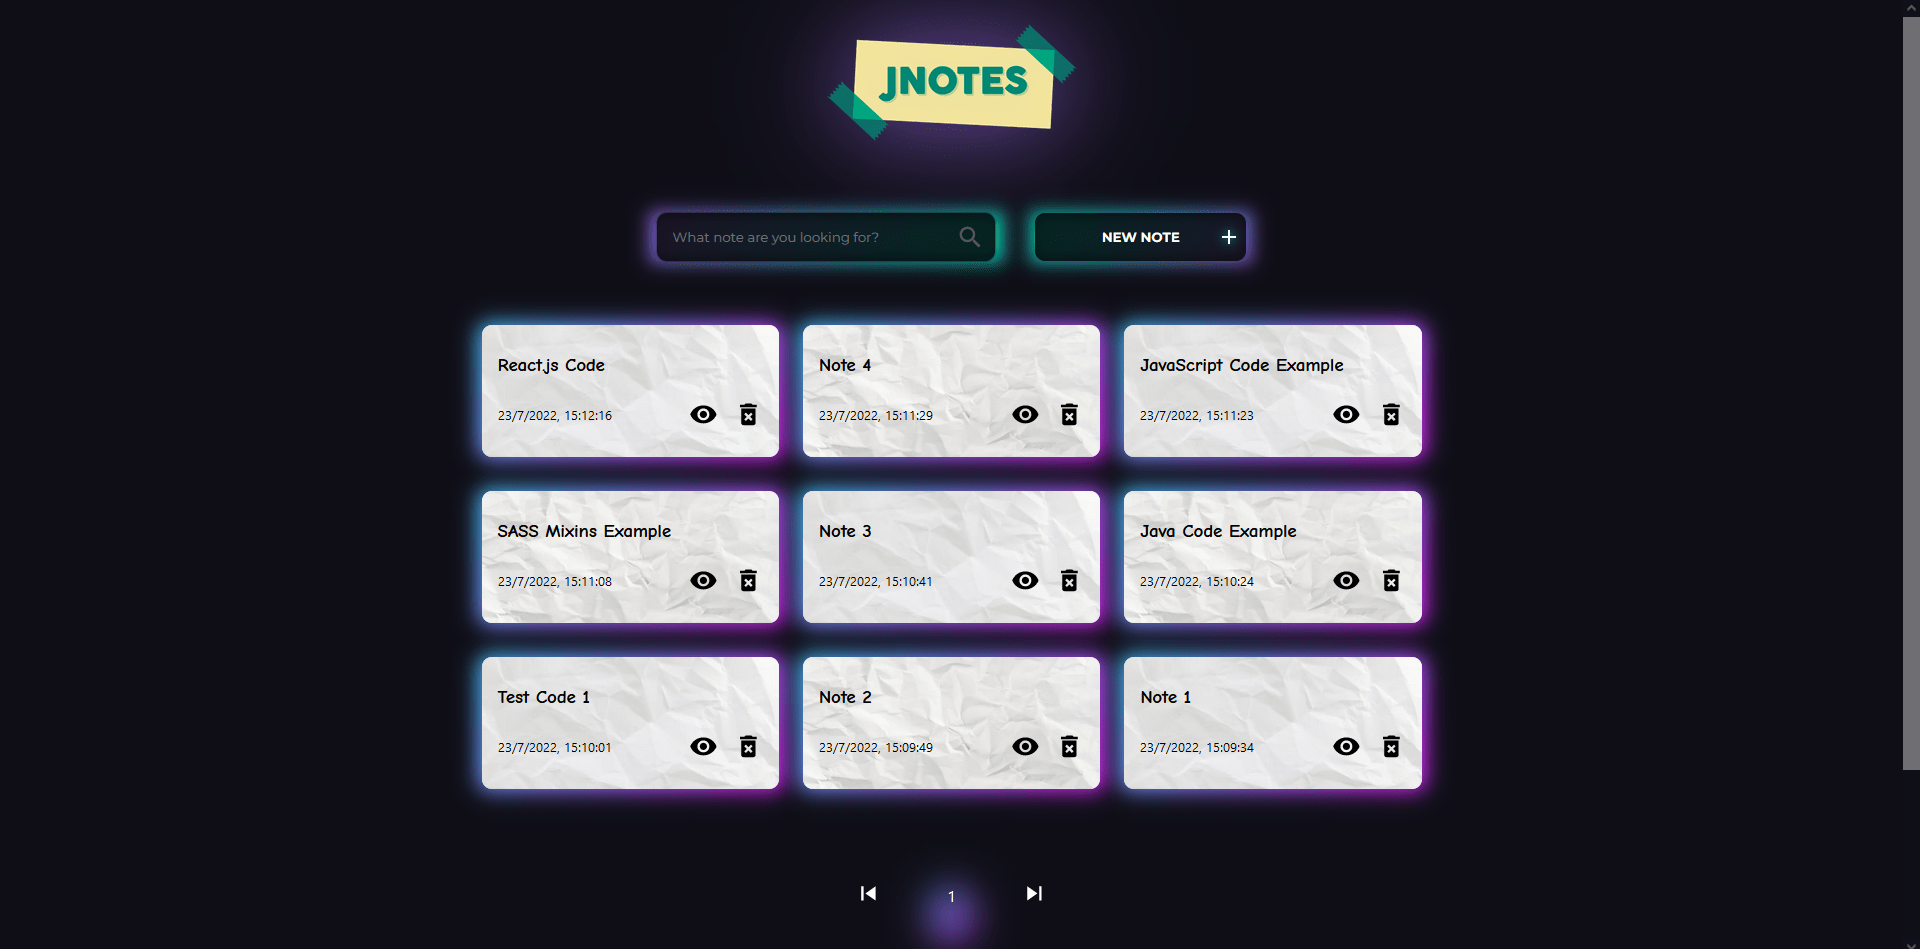 JNOTES
What note are you looking for?
NEW NOTE
React.js Code
23/7/2022, 15:12:16
Note 4
23/7/2022, 15:11:29
JavaScript Code Example
23/7/2022, 15:11:23
SASS Mixins Example
23/7/2022, 15:11:08
Note 3
23/7/2022, 15:10:41
Java Code Example
23/7/2022, 15:10:24
Test Code 1
23/7/2022, 15:10:01
Note 2
23/7/2022, 15:09:49
Note 1
23/7/2022, 15:09:34
1